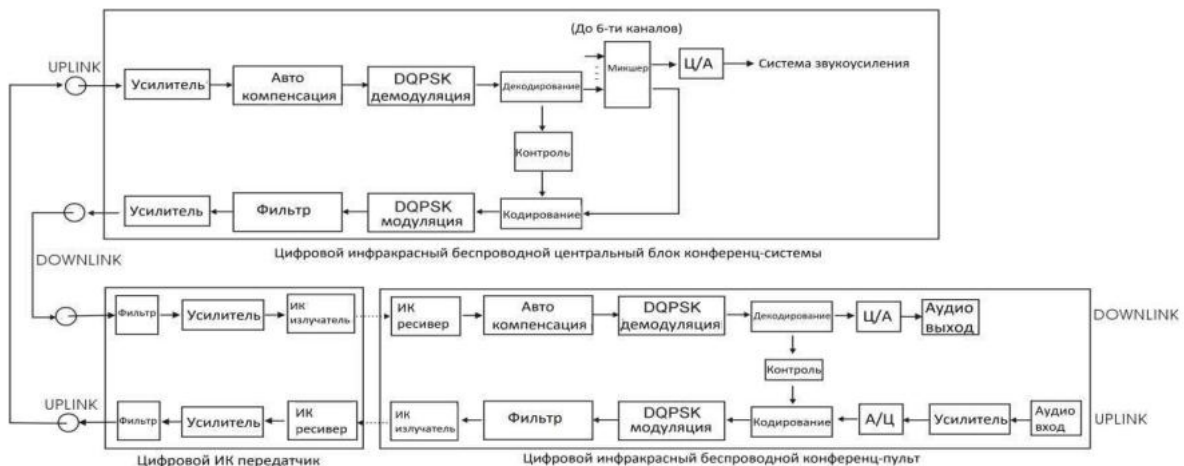 (До 6-ти каналов)
UPLINK
Усилитель
Авто
компенсация
DQPSK
демодуляция
Декодирование
Микшер
Ц/А
Система звукоусиления
Контроль
Усилитель
Фильтр
DQPSK
модуляция
Кодирование
Цифровой инфракрасный беспроводной центральный блок конференц-системы
DOWNLINK
Фильтр
Усилитель
ИК
излучатель
ИК
ресивер
Авто
компенсация
DQPSK
демодуляция
Декодирование
Ц/А
Аудио
выход
DOWNLINK
Контроль
UPLINK
Фильтр
Усилитель
ИК
ресивер
ИК
излучатель
Фильтр
DQPSK
модуляция
Кодирование
А/Ц
Усилитель
Аудио
вход
UPLINK
Цифровой ИК передатчик
Цифровой инфракрасный беспроводной конференц-пульт